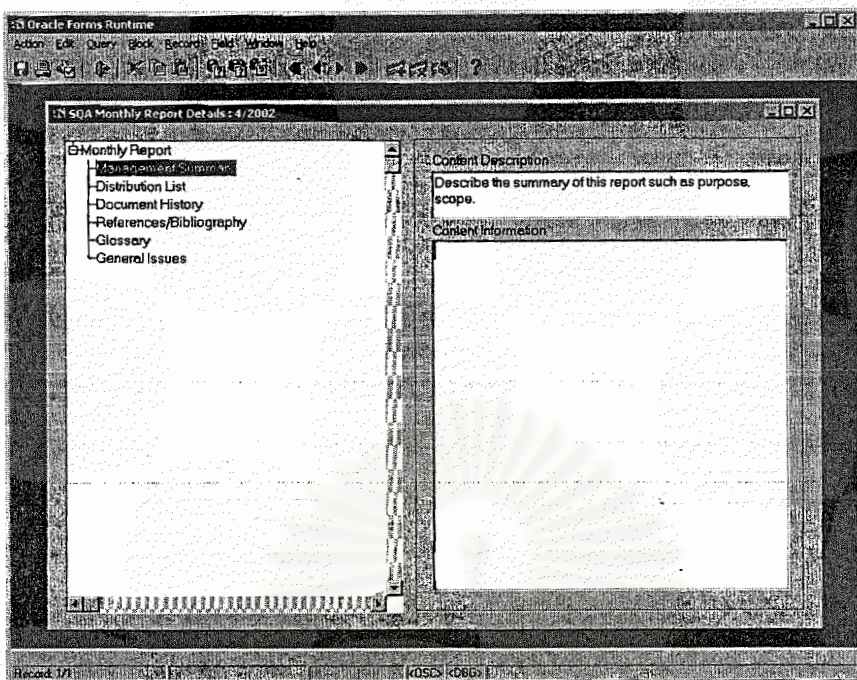 Oracle Forms Runtime
Action Edit Query Block Record Field Window Help
SQA Monthly Report Details : 4/2002
Monthly Report
Management Summary
Distribution List
Document History
References/Bibliography
Glossary
General Issues
Content Description
Describe the summary of this report such as purpose,
scope.
Content Information
Record: 1/1 <OSC> <DBG>